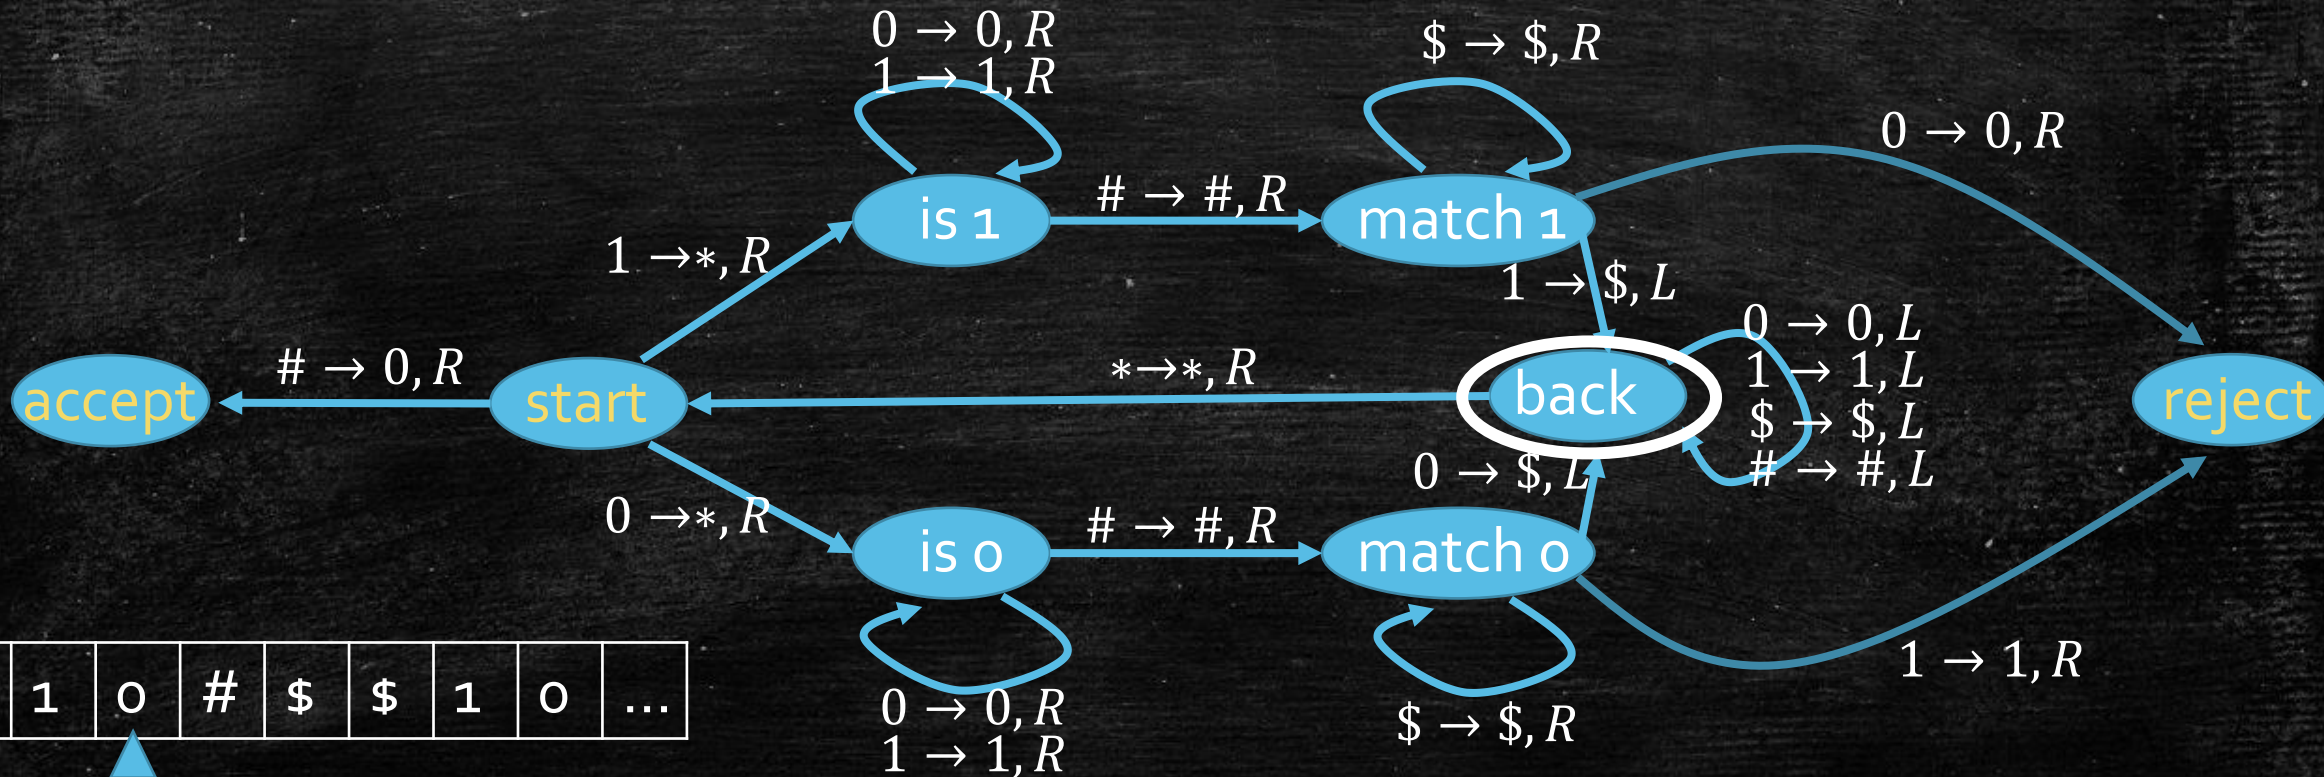 0 → 0, R
1 → 1, R
$ → $, R
0 → 0, R
is 1
# → #, R
match 1
1 →*, R
1 → $, L
accept
# → 0, R
start
*→*, R
back
0 → 0, L
1 → 1, L
$ → $, L
# → #, L
reject
0 → $, L
0 →*, R
is 0
# → #, R
match 0
1 → 1, R
0 → 0, R
1 → 1, R
$ → $, R
1 0 # $ $ 1 0 ...